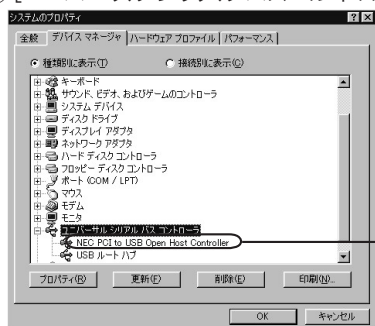 システムのプロパティ
全般 デバイス マネージャ ハードウェア プロファイル パフォーマンス
種類別に表示(T) 接続別に表示(C)
キーボード
サウンド、ビデオ、およびゲームのコントローラ
システム デバイス
ディスク ドライブ
ディスプレイ アダプタ
ネットワーク アダプタ
ハード ディスク コントローラ
フロッピー ディスク コントローラ
ポート (COM / LPT)
マウス
モデム
モニタ
ユニバーサル シリアル バス コントローラ
NEC PCI to USB Open Host Controller
USB ルート ハブ
プロパティ(R) 更新(F) 削除(E) 印刷(N)...
OK キャンセル